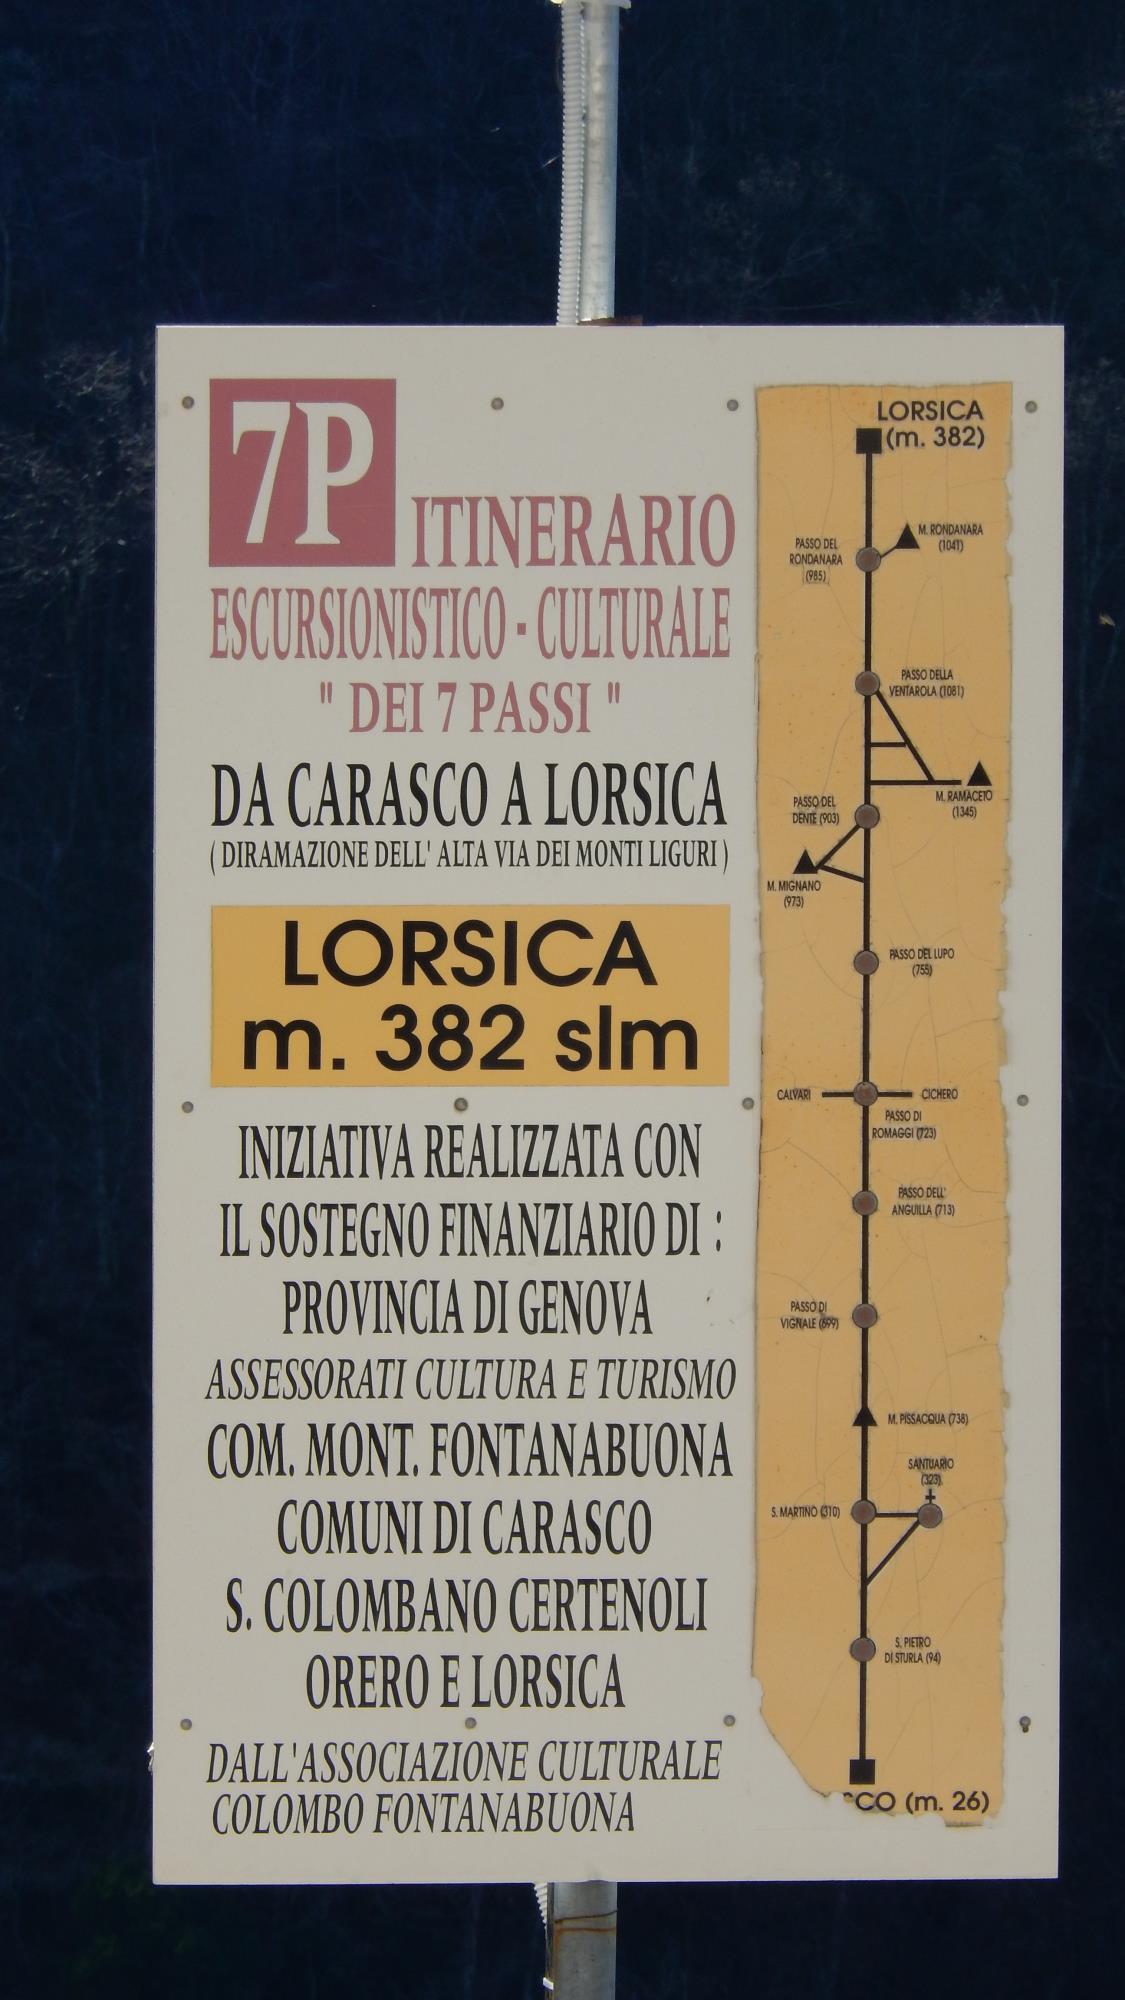 7P ITINERARIO
ESCURSIONISTICO - CULTURALE
" DEI 7 PASSI "
DA CARASCO A LORSICA
( DIRAMAZIONE DELL' ALTA VIA DEI MONTI LIGURI )
LORSICA
m. 382 slm
INIZIATIVA REALIZZATA CON
IL SOSTEGNO FINANZIARIO DI :
PROVINCIA DI GENOVA
ASSESSORATI CULTURA E TURISMO
COM. MONT. FONTANABUONA
COMUNI DI CARASCO
S. COLOMBANO CERTENOLI
ORERO E LORSICA
DALL'ASSOCIAZIONE CULTURALE
COLOMBO FONTANABUONA
LORSICA
(m. 382)
M. RONDANARA
(1041)
PASSO DEL
RONDANARA
(985)
PASSO DELLA
VENTAROLA (1081)
M. RAMACETO
(1345)
PASSO DEL
DENTE (903)
M. MIGNANO
(973)
PASSO DEL LUPO
(755)
CALVARI
CICHERO
PASSO DI
ROMAGGI (723)
PASSO DELL'
ANGUILLA (713)
PASSO DI
VIGNALE (699)
M. PISSACQUA (738)
SANTUARIO
(323)
S. MARTINO (310)
S. PIETRO
DI STURLA (94)
CO (m. 26)